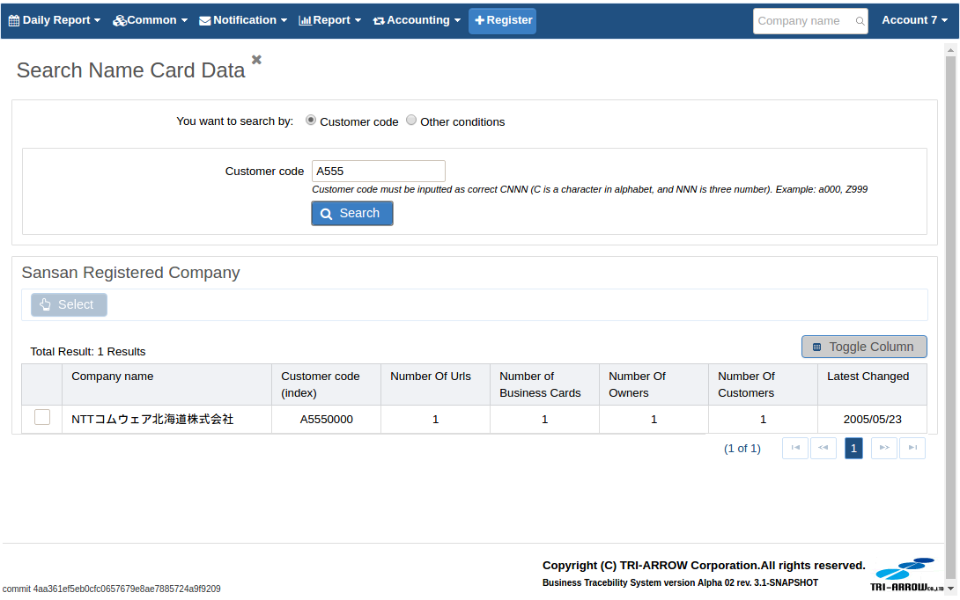 Daily Report Common Notification Report Accounting Register Company name Account 7
Search Name Card Data
You want to search by: Customer code Other conditions
Customer code A555
Customer code must be inputted as correct CNNN (C is a character in alphabet, and NNN is three number). Example: a000, Z999
Search
Sansan Registered Company
Select
Total Result: 1 Results
Toggle Column
Company name Customer code (index) Number Of Urls Number of Business Cards Number Of Owners Number Of Customers Latest Changed
NTTコムウェア北海道株式会社 A5550000 1 1 1 1 2005/05/23
(1 of 1) 1
Copyright (C) TRI-ARROW Corporation.All rights reserved.
Business Tracebility System version Alpha 02 rev. 3.1-SNAPSHOT
TRI-ARROW CO.,LTD
commit 4aa361ef5eb0cfc0657679e8ae7885724a9f9209